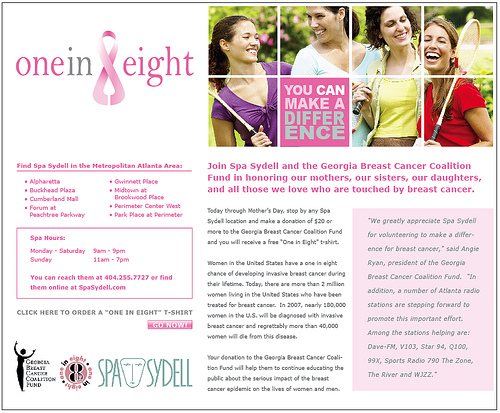 one in eight
YOU CAN
MAKE A
DIFFER
ENCE
Find Spa Sydell in the Metropolitan Atlanta Area:
• Alpharetta
• Buckhead Plaza
• Cumberland Mall
• Forum at
Peachtree Parkway
• Gwinnett Place
• Midtown at
Brookwood Place
• Perimeter Center West
• Park Place at Perimeter
Spa Hours:
Monday - Saturday 9am - 9pm
Sunday 11am - 7pm
You can reach them at 404.255.7727 or find
them online at SpaSydell.com
CLICK HERE TO ORDER A "ONE IN EIGHT" T-SHIRT
GO NOW!
GEORGIA
BREAST
CANCER
COALITION
FUND
one in eight
SPA SYDELL
Join Spa Sydell and the Georgia Breast Cancer Coalition
Fund in honoring our mothers, our sisters, our daughters,
and all those we love who are touched by breast cancer.
Today through Mother's Day, stop by any Spa
Sydell location and make a donation of $20 or
more to the Georgia Breast Cancer Coalition Fund
and you will receive a free "One in Eight" t-shirt.
Women in the United States have a one in eight
chance of developing invasive breast cancer during
their lifetime. Today, there are more than 2 million
women living in the United States who have been
treated for breast cancer. In 2007, nearly 180,000
women in the U.S. will be diagnosed with invasive
breast cancer and regrettably more than 40,000
women will die from this disease.
Your donation to the Georgia Breast Cancer Coali-
tion Fund will help them to continue educating the
public about the serious impact of the breast
cancer epidemic on the lives of women and men.
"We greatly appreciate Spa Sydell
for volunteering to make a differ-
ence for breast cancer," said Angie
Ryan, president of the Georgia
Breast Cancer Coalition Fund. "In
addition, a number of Atlanta radio
stations are stepping forward to
promote this important effort.
Among the stations helping are:
Dave-FM, V103, Star 94, Q100,
99X, Sports Radio 790 The Zone,
The River and WJZZ."